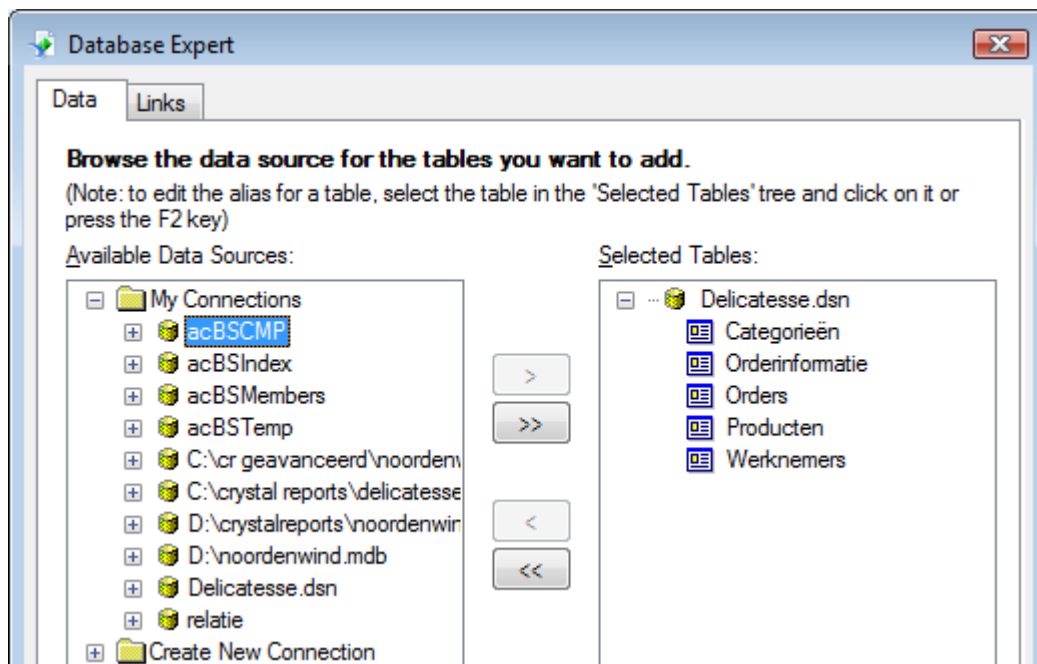 Database Expert
Data
Links
Browse the data source for the tables you want to add.
(Note: to edit the alias for a table, select the table in the 'Selected Tables' tree and click on it or
press the F2 key)
Available Data Sources:
My Connections
acBSCMP
acBSIndex
acBSMembers
acBSTemp
C:\cr geavanceerd\noordenv
C:\crystal reports\delicatesse
D:\crystalreports\noordenwin
D:\noordenwind.mdb
Delicatesse.dsn
relatie
Create New Connection
>
>>
<
<<
Selected Tables:
Delicatesse.dsn
Categorieën
Orderinformatie
Orders
Producten
Werknemers